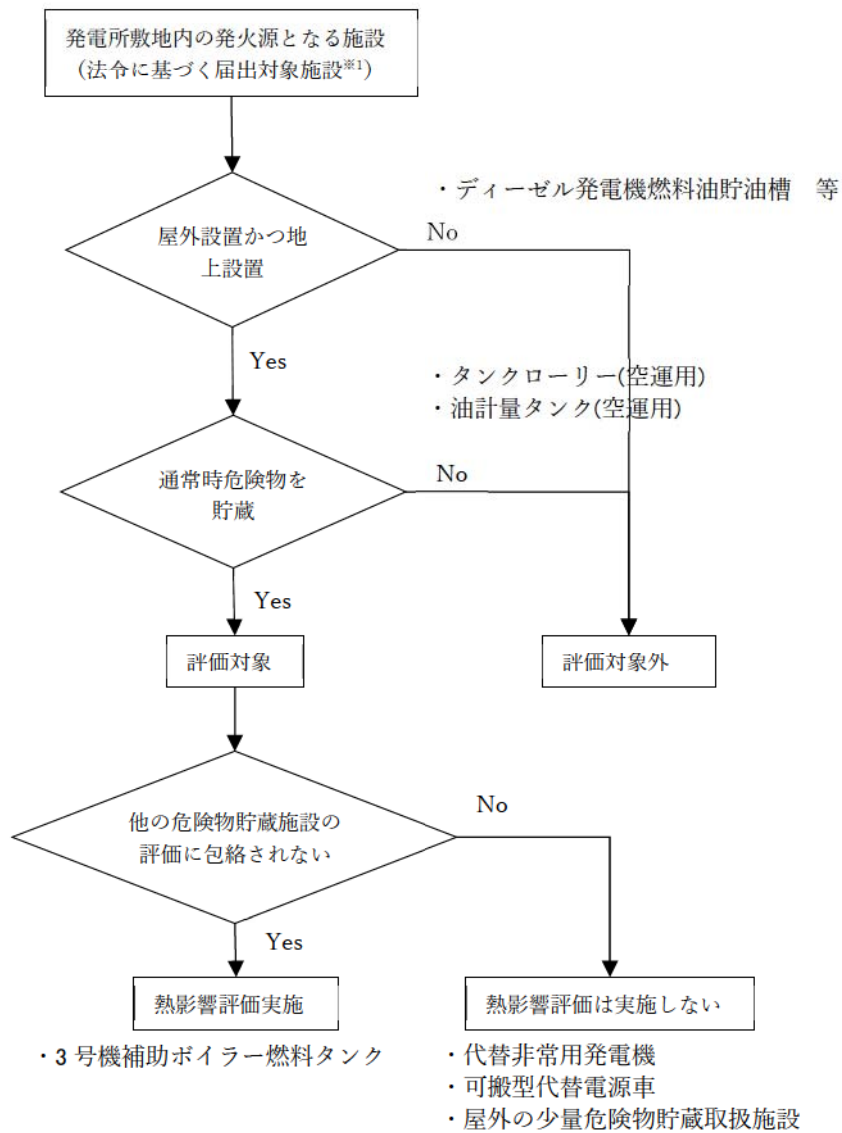 発電所敷地内の発火源となる施設
（法令に基づく届出対象施設※1）
・ディーゼル発電機燃料油貯油槽　等
屋外設置かつ地
上設置
No
Yes
・タンクローリー(空運用)
・油計量タンク(空運用)
通常時危険物を
貯蔵
No
Yes
評価対象
評価対象外
他の危険物貯蔵施設の
評価に包絡されない
No
Yes
熱影響評価実施
熱影響評価は実施しない
・3 号機補助ボイラー燃料タンク
・代替非常用発電機
・可搬型代替電源車
・屋外の少量危険物貯蔵取扱施設